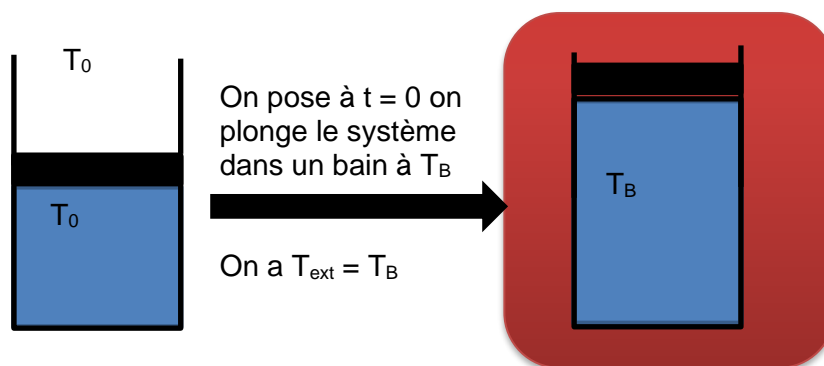 T₀
On pose à t = 0 on
plonge le système
dans un bain à T_B
T₀
T_B
On a T_ext = T_B